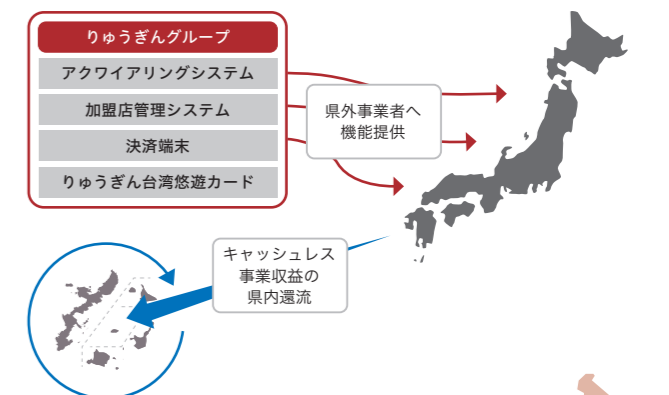 りゅうぎんグループ
アクワイアリングシステム
加盟店管理システム
決済端末
りゅうぎん台湾悠遊カード
県外事業者へ
機能提供
キャッシュレス
事業収益の
県内還流